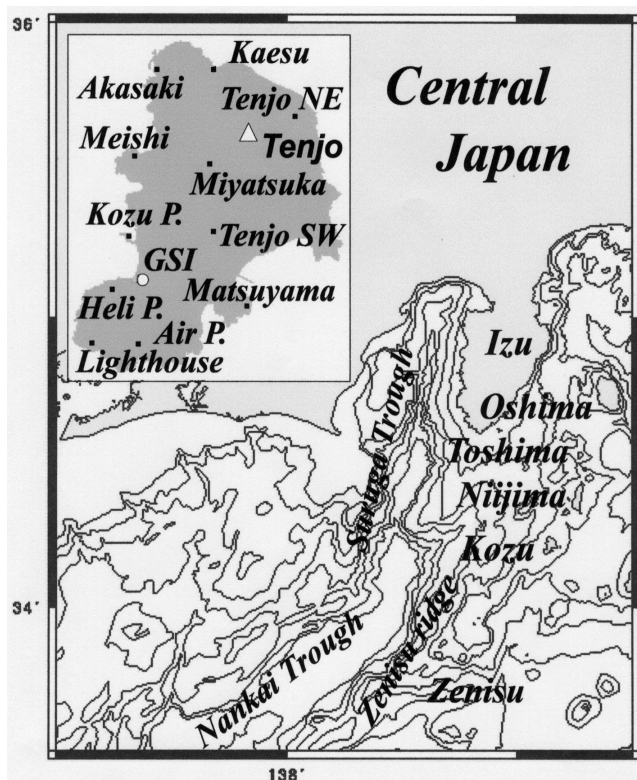 36'
Kaesu
Akasaki
Tenjo NE
Central
Meishi
Tenjo
Japan
Miyatsuka
Kozu P.
Tenjo SW
GSI
Matsuyama
Heli P.
Air P.
Lighthouse
Izu
Suruga Trough
Oshima
Toshima
Niijima
Kozu
34'
Zenisu ridge
Nankai Trough
Zenisu
138'